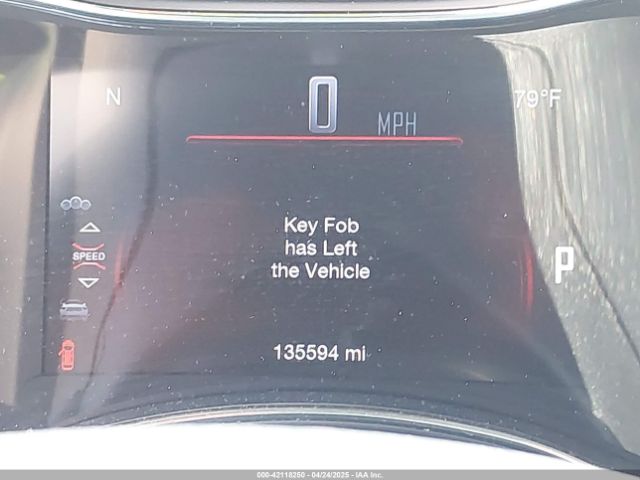 N
0 MPH
79°F
Key Fob
has Left
the Vehicle
SPEED
P
135594 mi
000-42118250 - 04/24/2025 - IAA Inc.